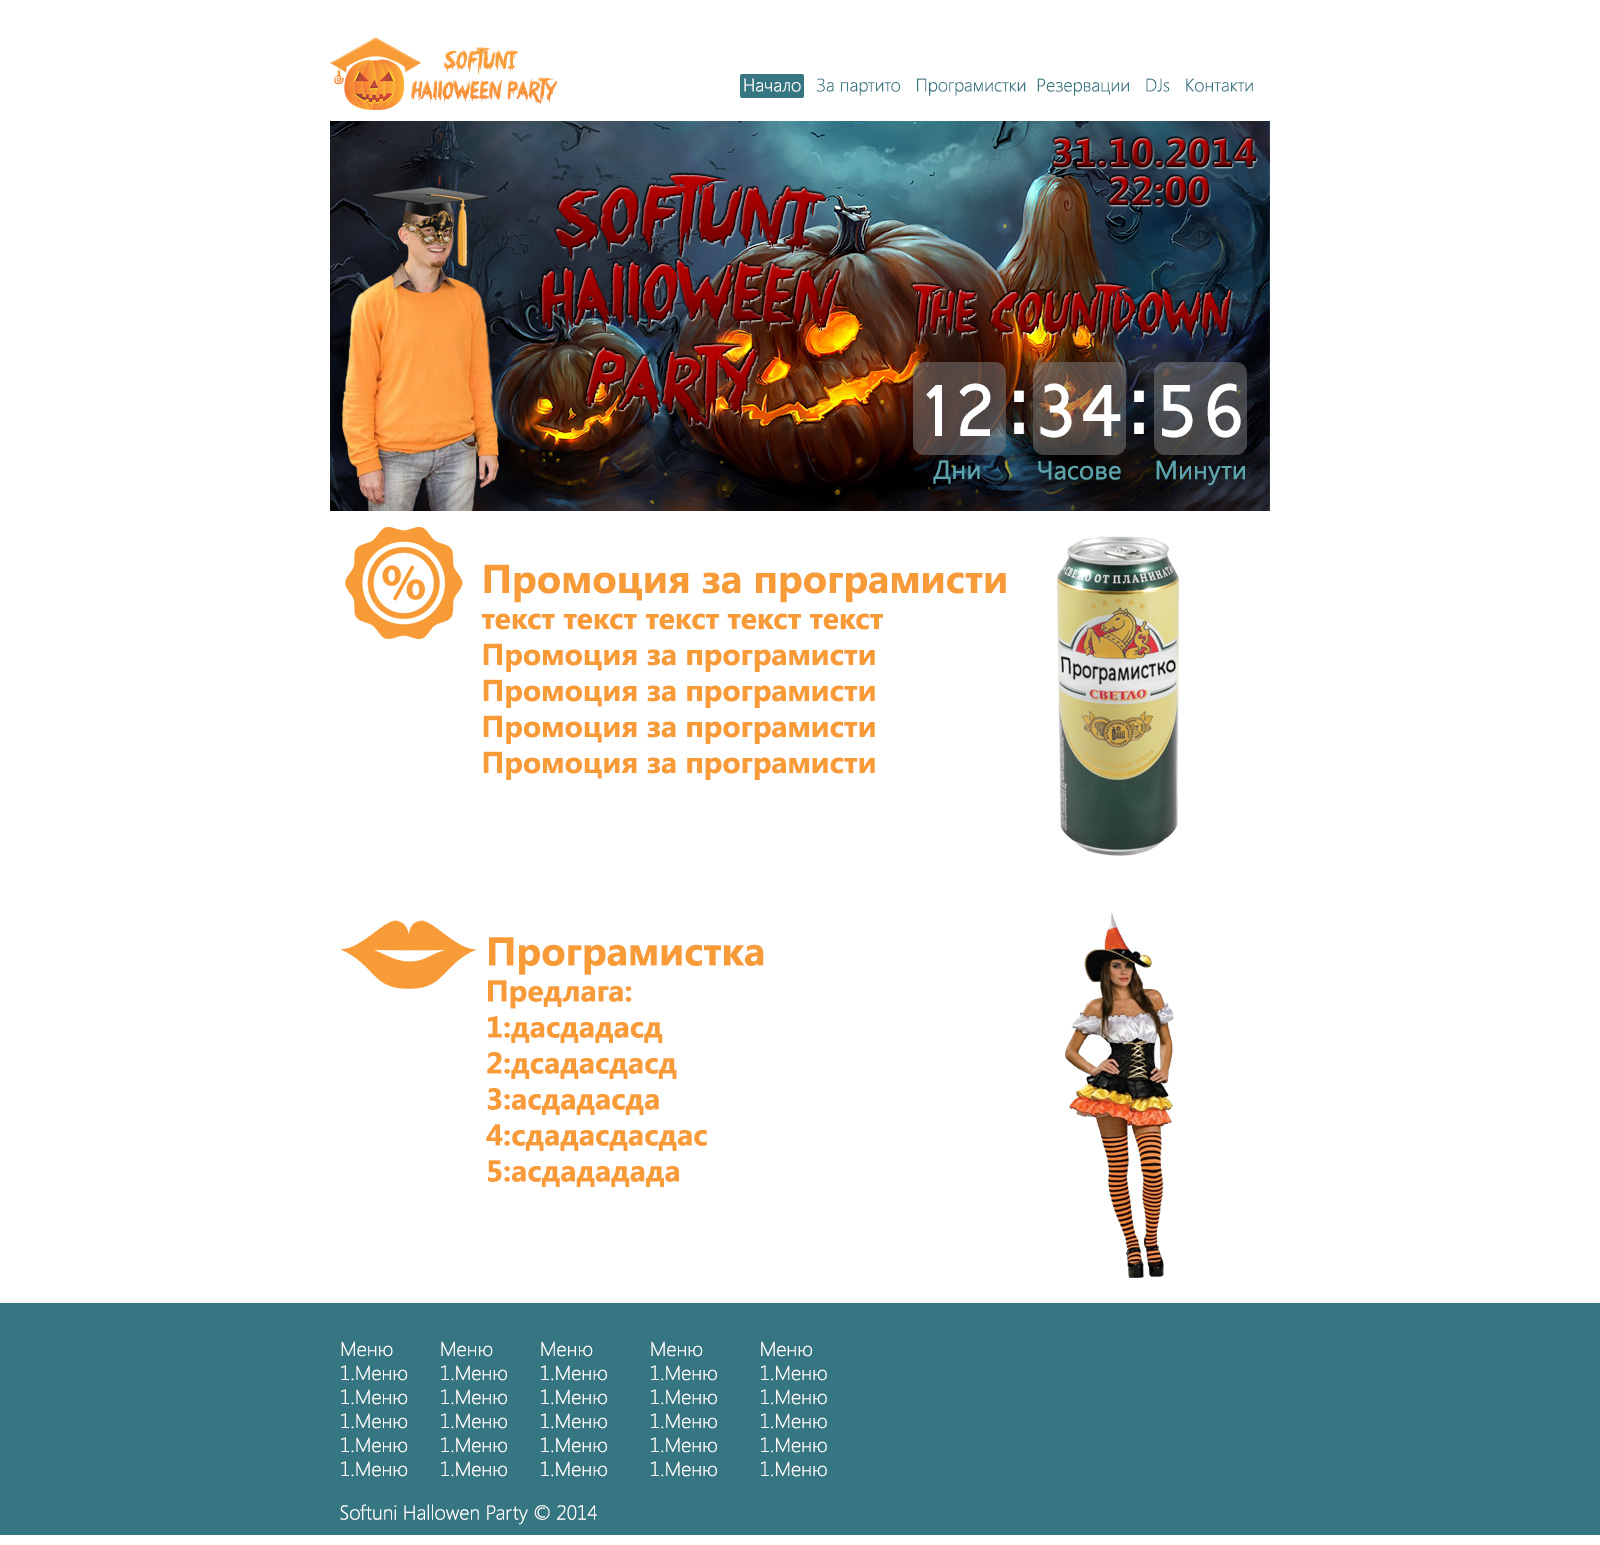 SOFTUNI
HALLOWEEN PARTY
Начало За партито Програмистки Резервации DJs Контакти
31.10.2014
22:00
SOFTUNI
HALLOWEEN
PARTY
THE COUNTDOWN
12:34:56
Дни Часове Минути
%
Промоция за програмисти
текст текст текст текст текст
Промоция за програмисти
Промоция за програмисти
Промоция за програмисти
Промоция за програмисти
СВЕЖО ОТ ПЛАНИНАТА
Програмистко
СВЕТЛО
Програмистка
Предлага:
1:дасдадасд
2:дсадасдасд
3:асдадасда
4:сдадасдасдас
5:асдададада
Меню Меню Меню Меню Меню
1.Меню 1.Меню 1.Меню 1.Меню 1.Меню
1.Меню 1.Меню 1.Меню 1.Меню 1.Меню
1.Меню 1.Меню 1.Меню 1.Меню 1.Меню
1.Меню 1.Меню 1.Меню 1.Меню 1.Меню
1.Меню 1.Меню 1.Меню 1.Меню 1.Меню
Softuni Hallowen Party © 2014